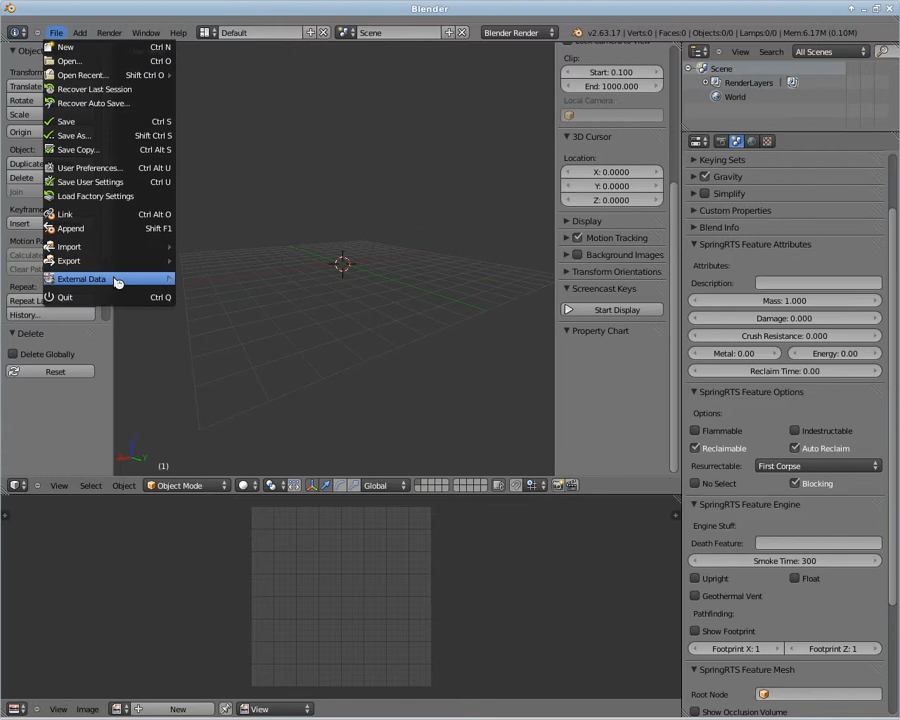 Blender
File
Add
Render
Window
Help
Default
Scene
Blender Render
v2.63.17 | Verts:0 | Faces:0 | Objects:0/0 | Lamps:0/0 | Mem:6.17M (0.10M)
New Ctrl N
Open... Ctrl O
Open Recent... Shift Ctrl O
Recover Last Session
Recover Auto Save...
Save Ctrl S
Save As... Shift Ctrl S
Save Copy... Ctrl Alt S
User Preferences... Ctrl Alt U
Save User Settings Ctrl U
Load Factory Settings
Link Ctrl Alt O
Append Shift F1
Import
Export
External Data
Quit Ctrl Q
Transf
Translate
Rotate
Scale
Origin
Object:
Duplicate
Delete
Join
Keyframe
Insert
Motion Pa
Calculate
Clear Pat
Repeat:
Repeat La
History...
Delete
Delete Globally
Reset
(1)
View
Select
Object
Object Mode
Global
Clip:
Start: 0.100
End: 1000.000
Local Camera:
3D Cursor
Location:
X: 0.0000
Y: 0.0000
Z: 0.0000
Display
Motion Tracking
Background Images
Transform Orientations
Screencast Keys
Start Display
Property Chart
View
Search
All Scenes
Scene
RenderLayers
World
Keying Sets
Gravity
Simplify
Custom Properties
Blend Info
SpringRTS Feature Attributes
Attributes:
Description:
Mass: 1.000
Damage: 0.000
Crush Resistance: 0.000
Metal: 0.00
Energy: 0.00
Reclaim Time: 0.00
SpringRTS Feature Options
Options:
Flammable
Indestructable
Reclaimable
Auto Reclaim
Resurrectable:
First Corpse
No Select
Blocking
SpringRTS Feature Engine
Engine Stuff:
Death Feature:
Smoke Time: 300
Upright
Float
Geothermal Vent
Pathfinding:
Show Footprint
Footprint X: 1
Footprint Z: 1
SpringRTS Feature Mesh
Root Node:
Show Occlusion Volume
View
Image
New
View